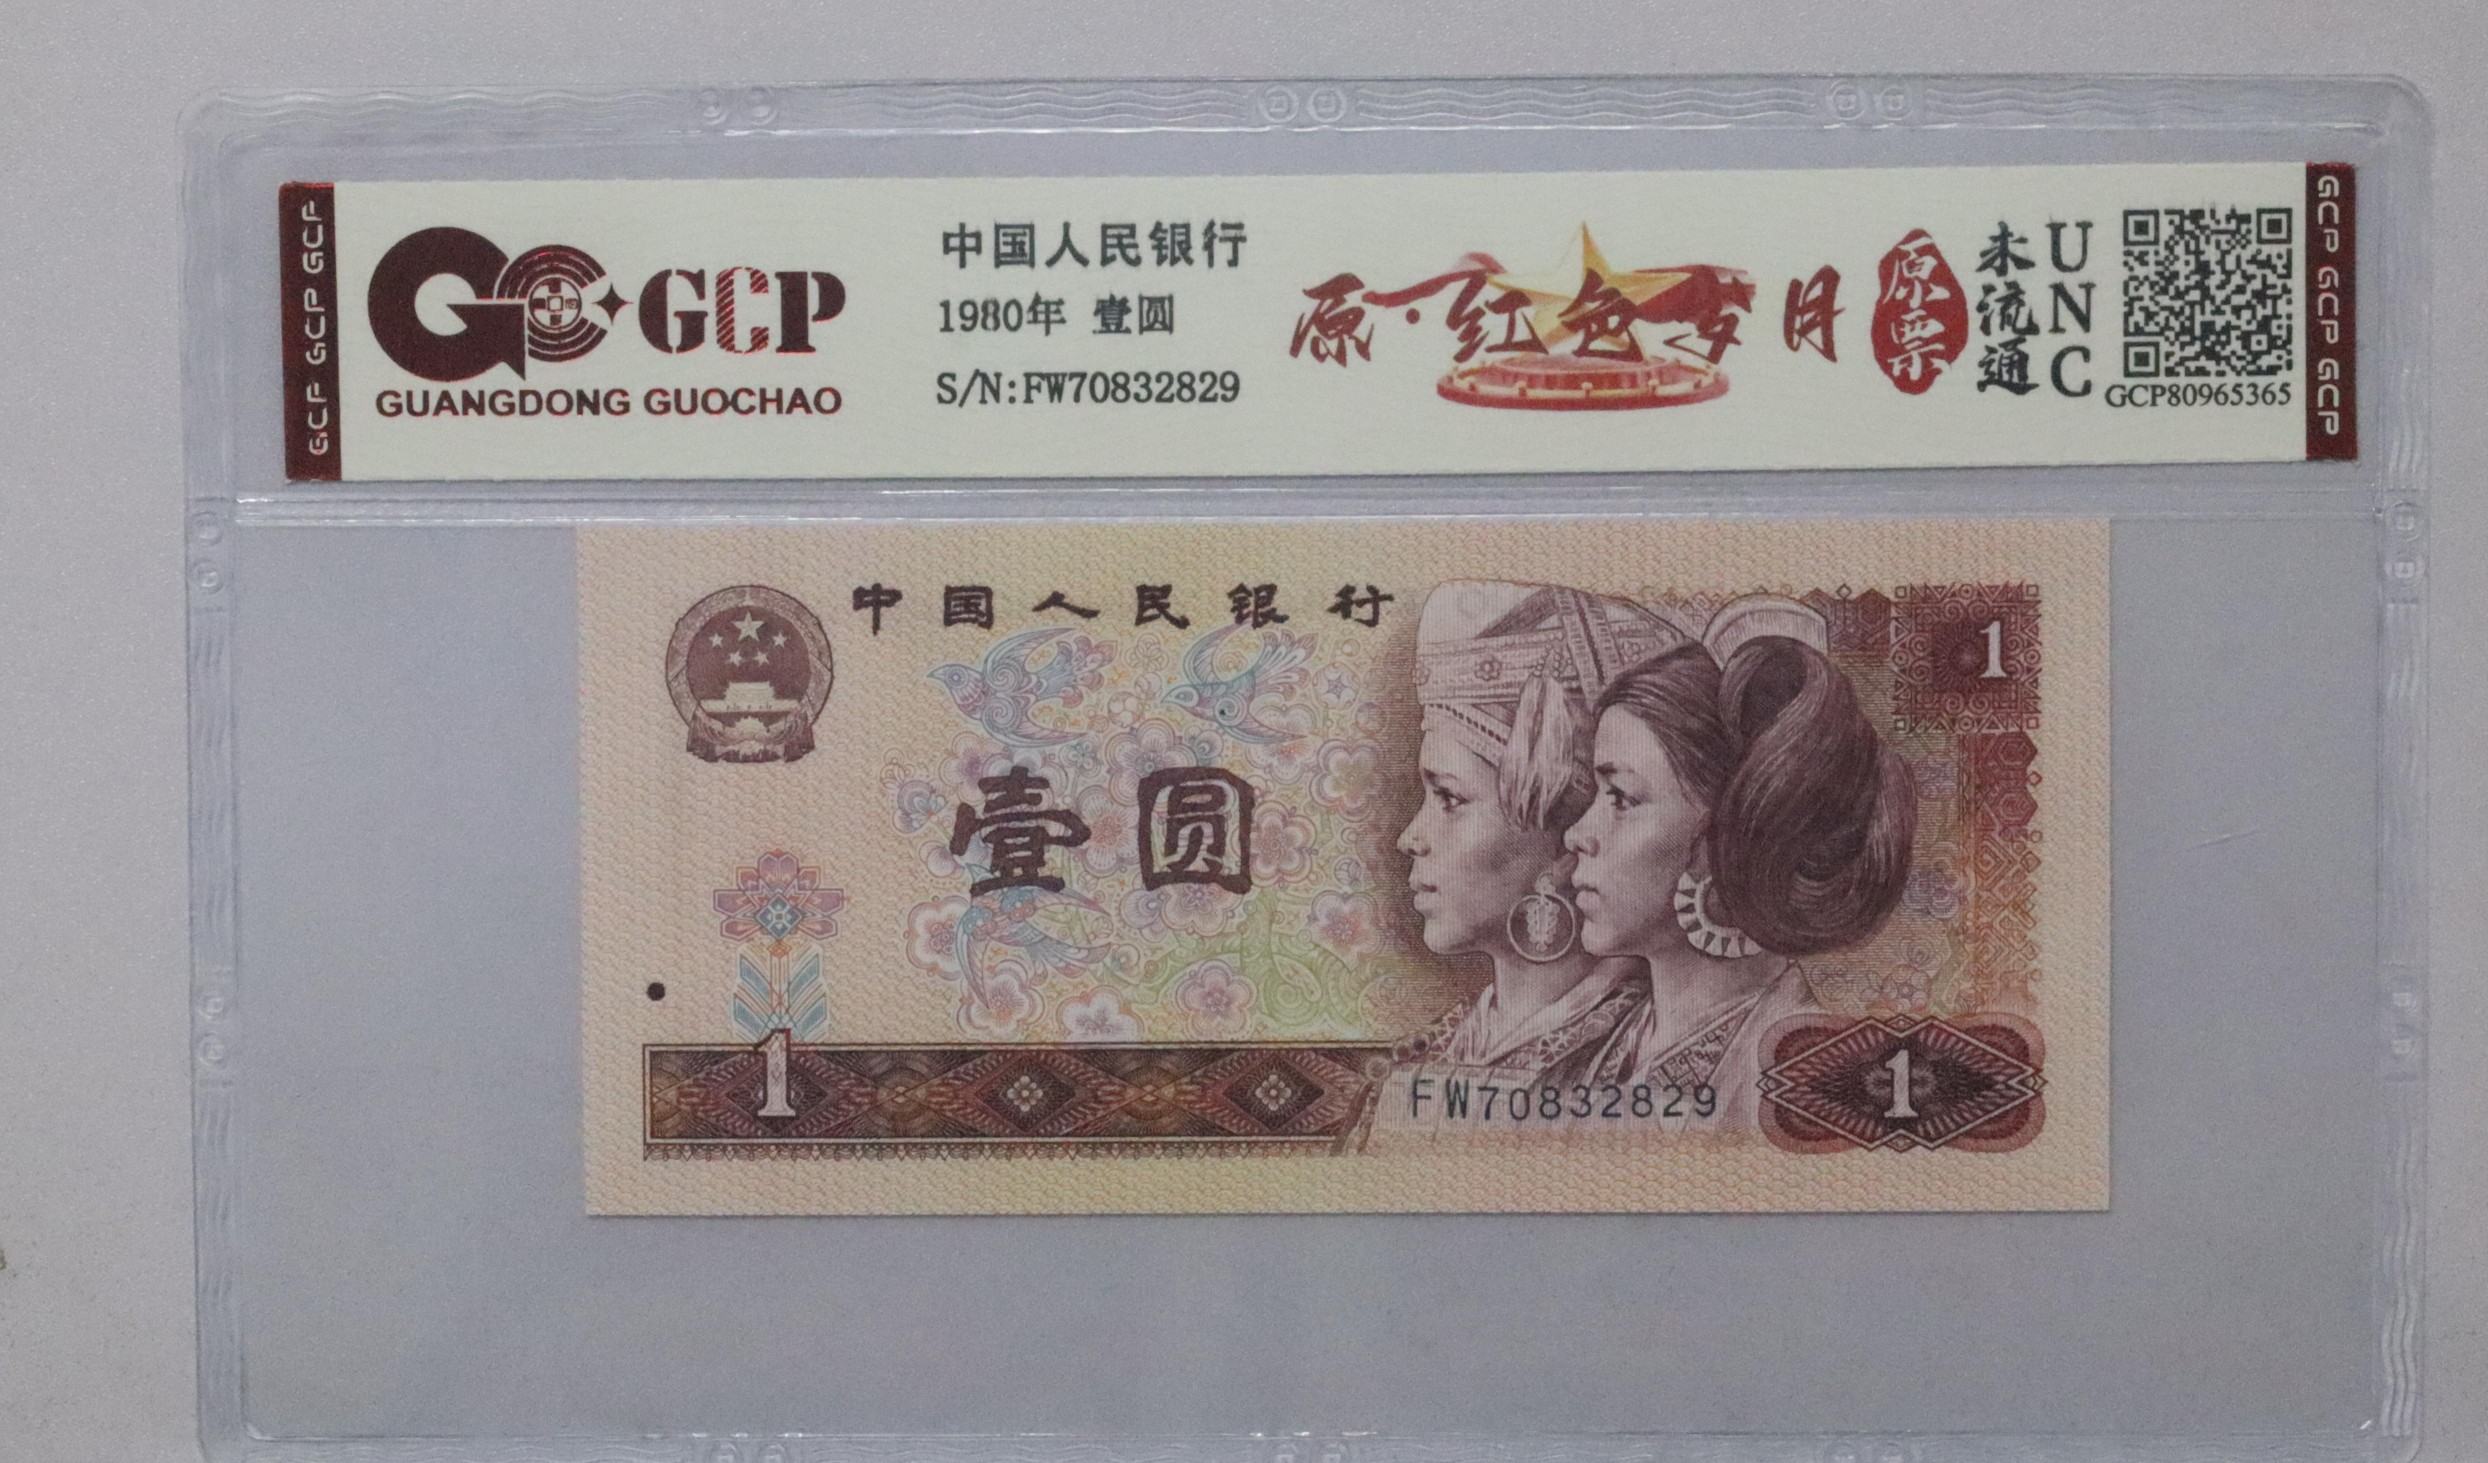 GCP GCP GCP
GCP
GUANGDONG GUOCHAO
中国人民银行
1980年 壹圆
S/N:FW70832829
原·红色岁月
原票
未流通
UNC
GCP80965365
GCP GCP GCP
中国人民银行
1
壹圆
1
FW70832829
1